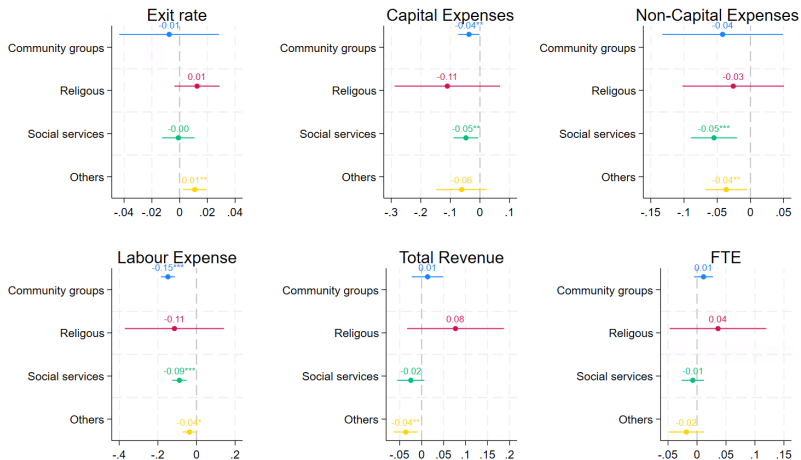 Exit rate
Community groups
-0.01
Religous
0.01
Social services
-0.00
Others
0.01**
-.04 -.02 0 .02 .04
Capital Expenses
Community groups
-0.04**
Religous
-0.11
Social services
-0.05**
Others
-0.06
-.3 -.2 -.1 0 .1
Non-Capital Expenses
Community groups
-0.04
Religous
-0.03
Social services
-0.05***
Others
-0.04**
-.15 -.1 -.05 0 .05
Labour Expense
Community groups
-0.15***
Religous
-0.11
Social services
-0.09***
Others
-0.04*
-.4 -.2 0 .2
Total Revenue
Community groups
0.01
Religous
0.08
Social services
-0.02
Others
-0.04**
-.05 0 .05 .1 .15 .2
FTE
Community groups
0.01
Religous
0.04
Social services
-0.01
Others
-0.02
-.05 0 .05 .1 .15